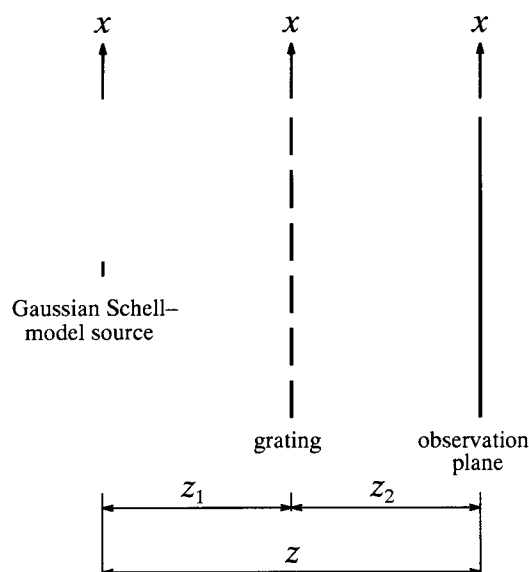 x
x
x
Gaussian Schell–
model source
grating
observation
plane
z₁
z₂
z